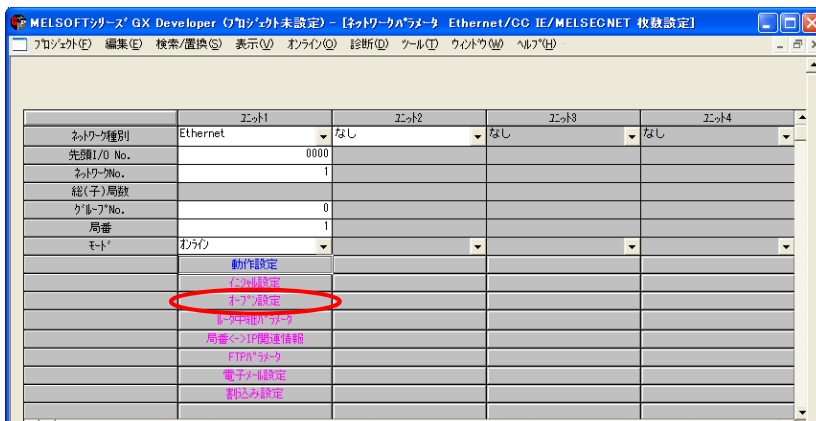 MELSOFTシリーズ GX Developer (プロジェクト未設定) - [ネットワークパラメータ Ethernet/CC IE/MELSECNET 枚数設定]
プロジェクト(F) 編集(E) 検索/置換(S) 表示(V) オンライン(O) 診断(D) ツール(T) ウィンドウ(W) ヘルプ(H)
ユニット1 ユニット2 ユニット3 ユニット4
ネットワーク種別 Ethernet なし なし なし
先頭I/O No. 0000
ネットワークNo. 1
総(子)局数
グループNo. 0
局番 1
モード オンライン
動作設定
イニシャル設定
オープン設定
ルータ中継パラメータ
局番<->IP関連情報
FTPパラメータ
電子メール設定
割込み設定